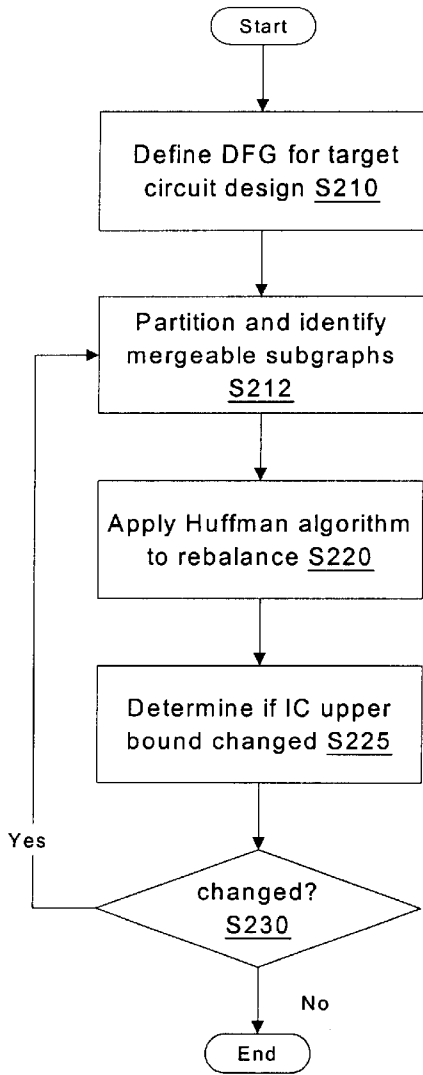 Start
Define DFG for target
circuit design S210
Partition and identify
mergeable subgraphs
S212
Apply Huffman algorithm
to rebalance S220
Determine if IC upper
bound changed S225
Yes
changed?
S230
No
End